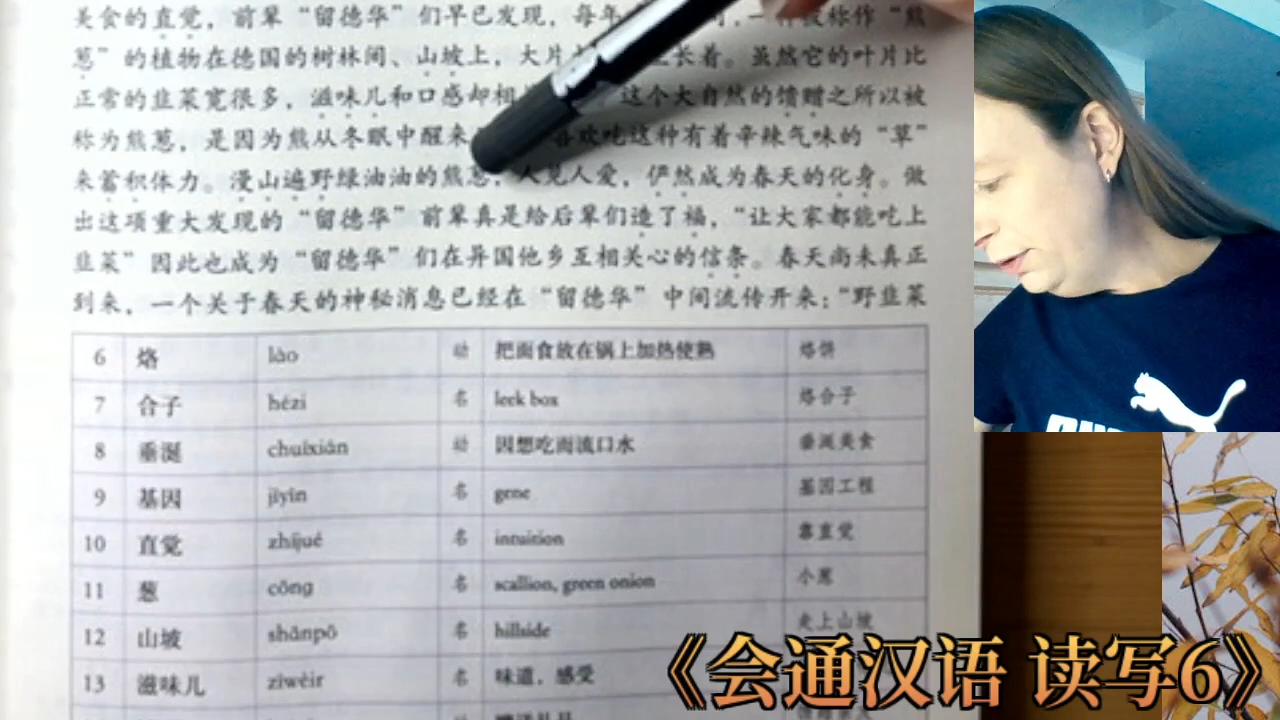 美食的直觉，前辈“留德华”们早已发现，每年
葱”的植物在德国的树林间、山坡上，大片 长着。虽然它的叶片比
正常的韭菜宽很多，滋味儿和口感却相 这个大自然的馈赠之所以被
称为熊葱，是因为熊从冬眠中醒来 喜欢吃这种有着辛辣气味的“草”
来蓄积体力。漫山遍野绿油油的熊葱，人见人爱，俨然成为春天的化身。做
出这项重大发现的“留德华”前辈真是给后辈们造了福，“让大家都能吃上
韭菜”因此也成为“留德华”们在异国他乡互相关心的信条。春天尚未真正
到来，一个关于春天的神秘消息已经在“留德华”中间流传开来：“野韭菜
6 烙 lào 动 把面食放在锅上加热使熟 烙饼
7 合子 hézi 名 leek box 烙合子
8 垂涎 chuíxián 动 因想吃而流口水 垂涎美食
9 基因 jīyīn 名 gene 基因工程
10 直觉 zhíjué 名 intuition 靠直觉
11 葱 cōng 名 scallion, green onion 小葱
12 山坡 shānpō 名 hillside 走上山坡
13 滋味儿 zīwèir 名 味道，感受
《会通汉语 读写6》